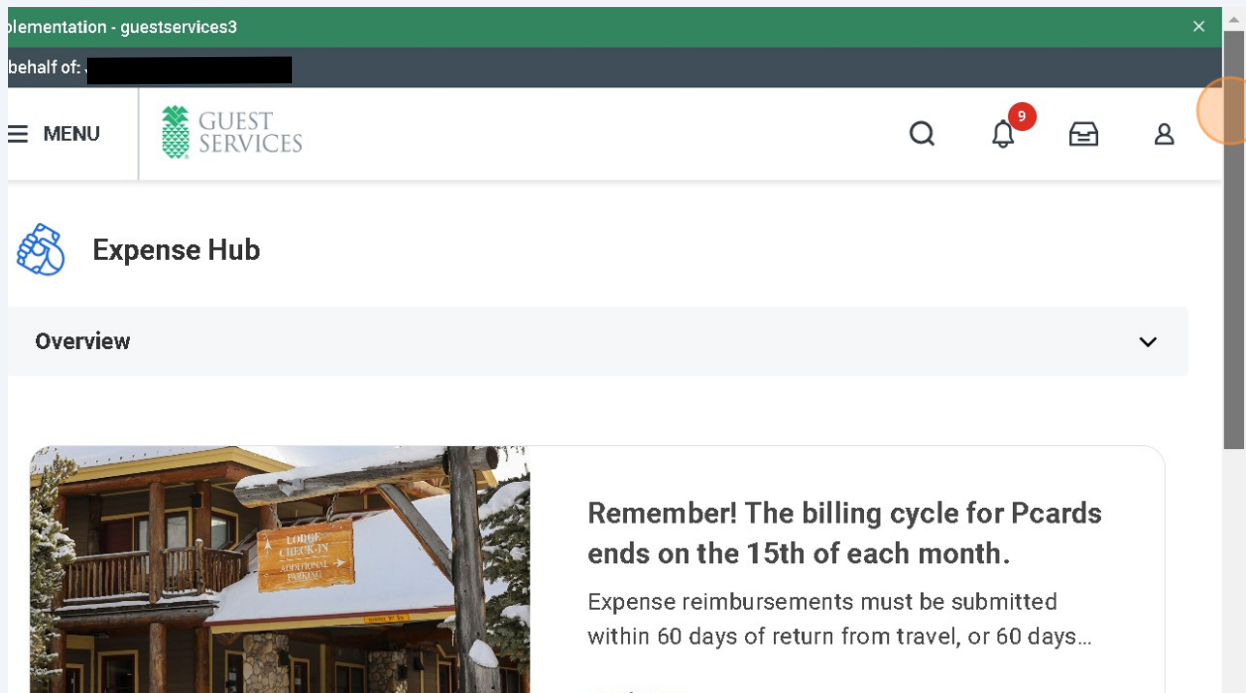 plementation - guestservices3
behalf of:
MENU
GUEST
SERVICES
9
Expense Hub
Overview
LODGE
CHECK-IN
ADDITIONAL
PARKING
Remember! The billing cycle for Pcards
ends on the 15th of each month.
Expense reimbursements must be submitted
within 60 days of return from travel, or 60 days...